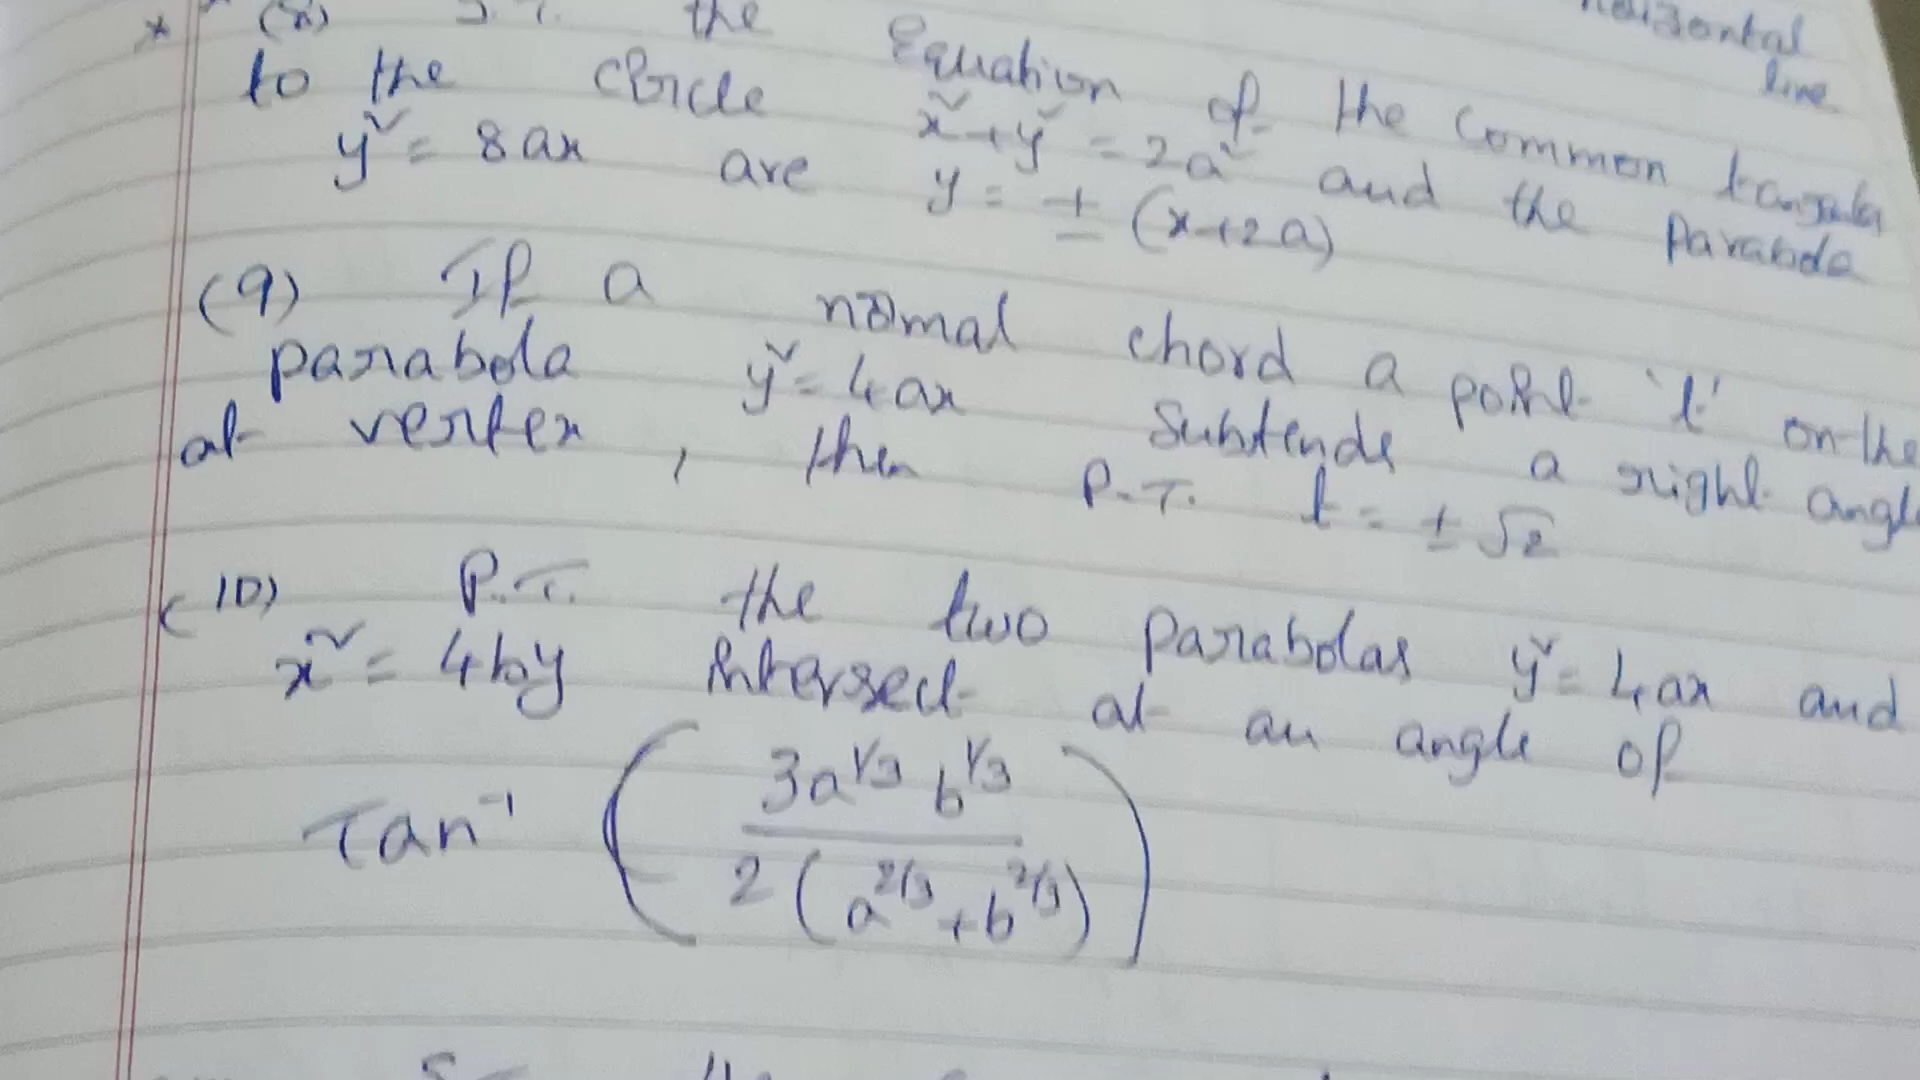 horizontal
line
* (8) S.T. the Equation of the Common tangents
to the circle x²+y² = 2a² and the Parabola
y² = 8ax are y = ± (x+2a)
(9) If a normal chord a point 't' on the
parabola y² = 4ax Subtends a right angle
at vertex, then P.T. t = ± √2
(10) P.T. the two parabolas y² = 4ax and
x² = 4by intersect at an angle of
Tan⁻¹ ( 3a^1/3 b^1/3 / 2 (a^2/3 + b^2/3) )